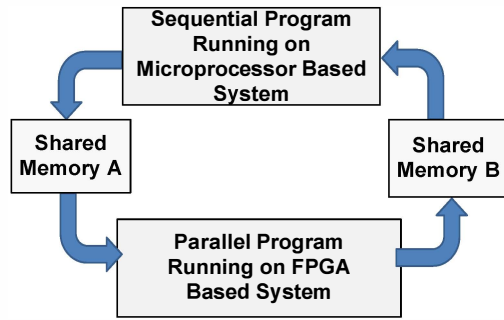 Sequential Program
Running on
Microprocessor Based
System
Shared
Memory A
Shared
Memory B
Parallel Program
Running on FPGA
Based System